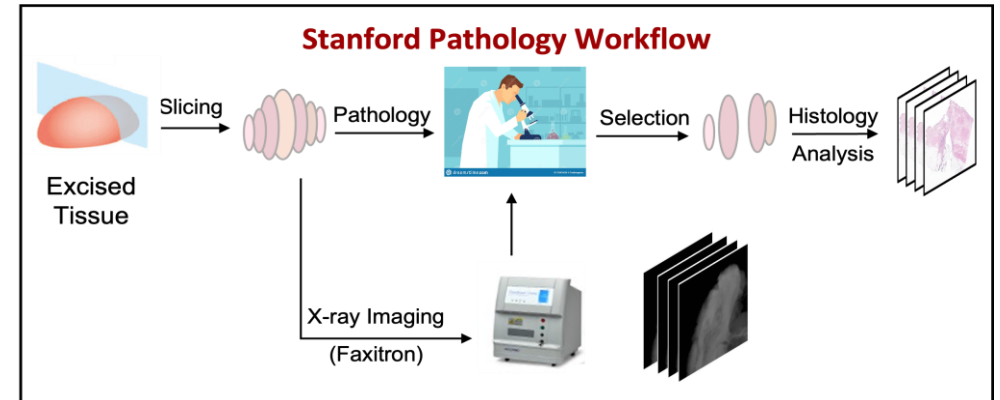 Stanford Pathology Workflow
Slicing
Pathology
Selection
Histology
Analysis
Excised
Tissue
X-ray Imaging
(Faxitron)